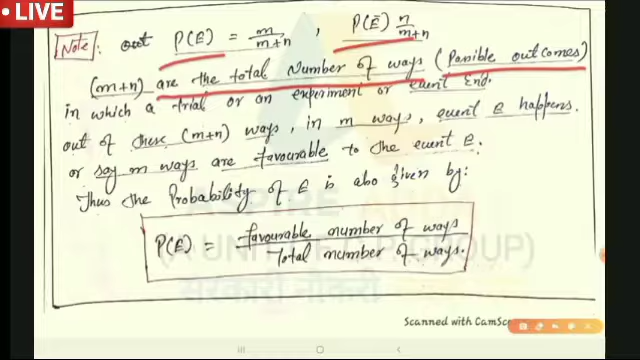 LIVE
Note: out P(E) = m/m+n , P(Ē) n/m+n
(m+n) are the total number of ways (Possible outcomes)
in which a trial or an experiment or event End.
out of these (m+n) ways, in m ways, event E happens.
or say m ways are favourable to the event E.
Thus the Probability of E is also given by:
P(E) = favourable number of ways / Total number of ways.
(A UNIT GROUP)
सरकारी नौकरी
Scanned with CamSc